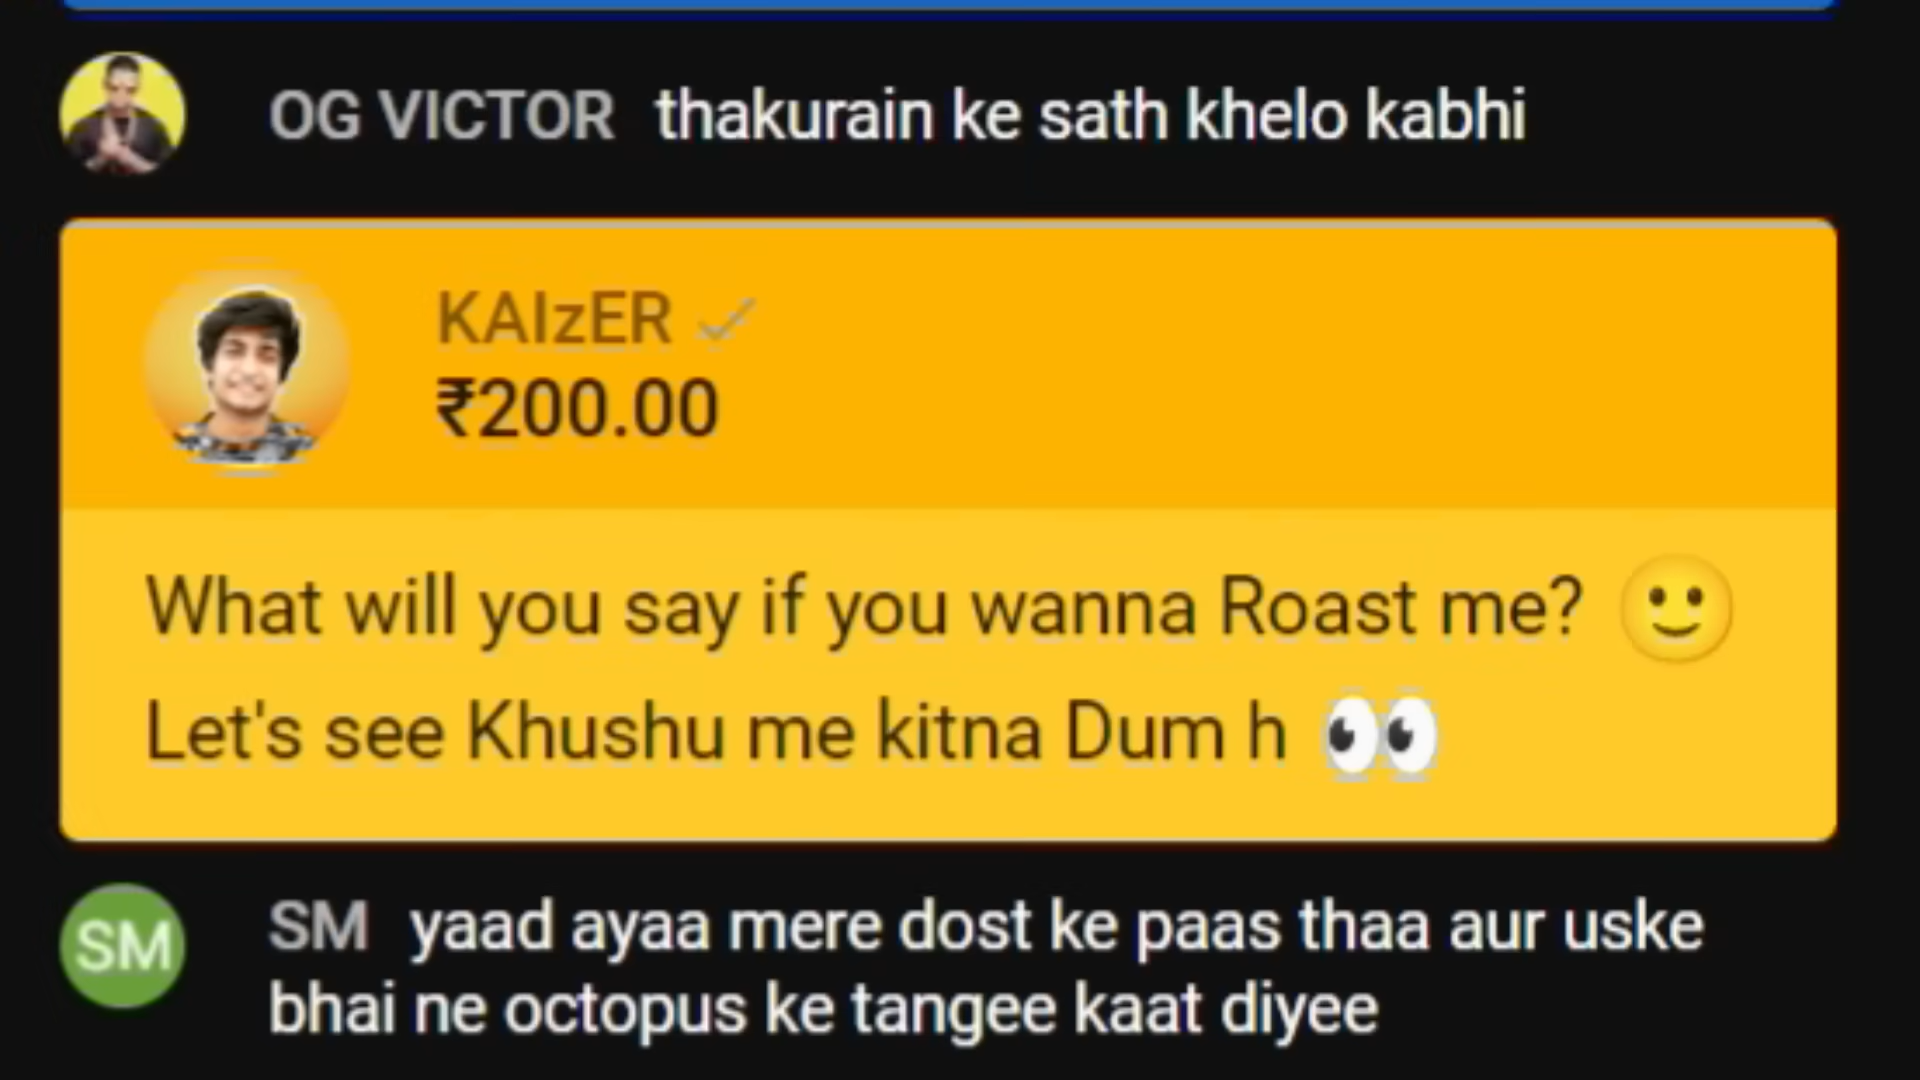 OG VICTOR thakurain ke sath khelo kabhi
KAIzER
₹200.00
What will you say if you wanna Roast me? 🙂
Let's see Khushu me kitna Dum h 👀
SM SM yaad ayaa mere dost ke paas thaa aur uske
bhai ne octopus ke tangee kaat diyee